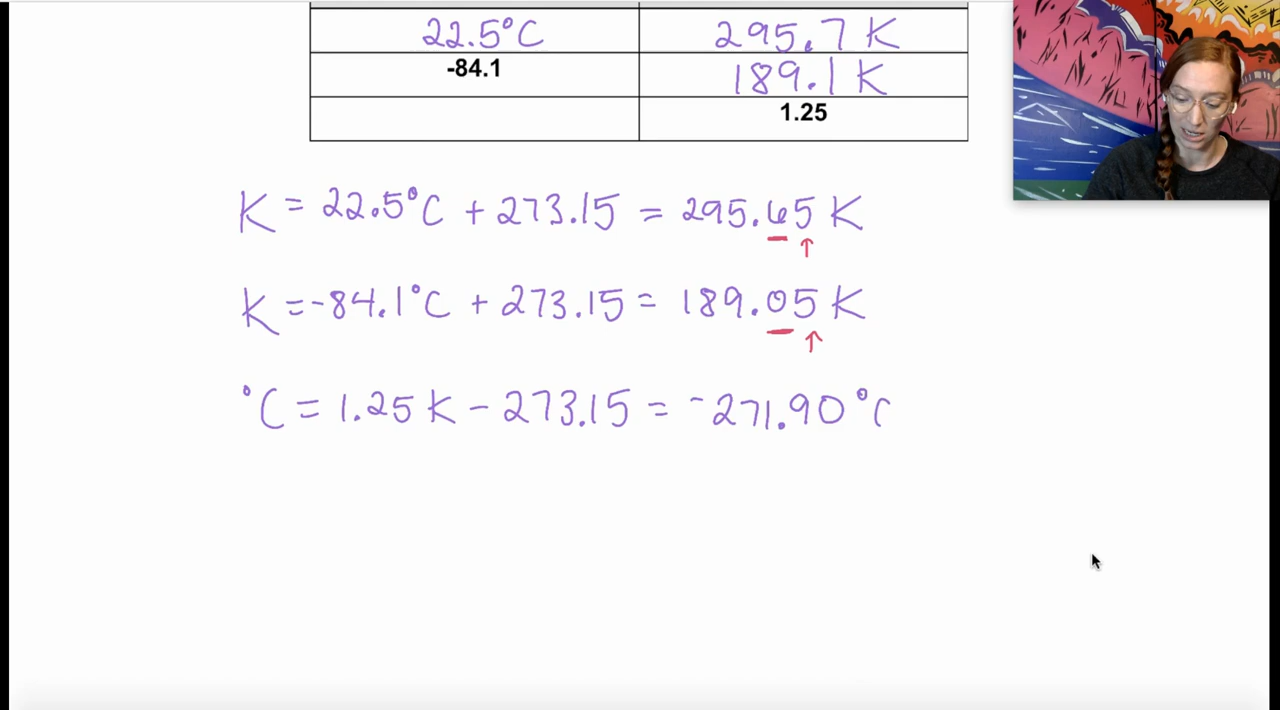 22.5°C 295.7 K
-84.1 189.1 K
1.25
K = 22.5°C + 273.15 = 295.65 K
↑
K = -84.1°C + 273.15 = 189.05 K
↑
°C = 1.25 K - 273.15 = -271.90°C